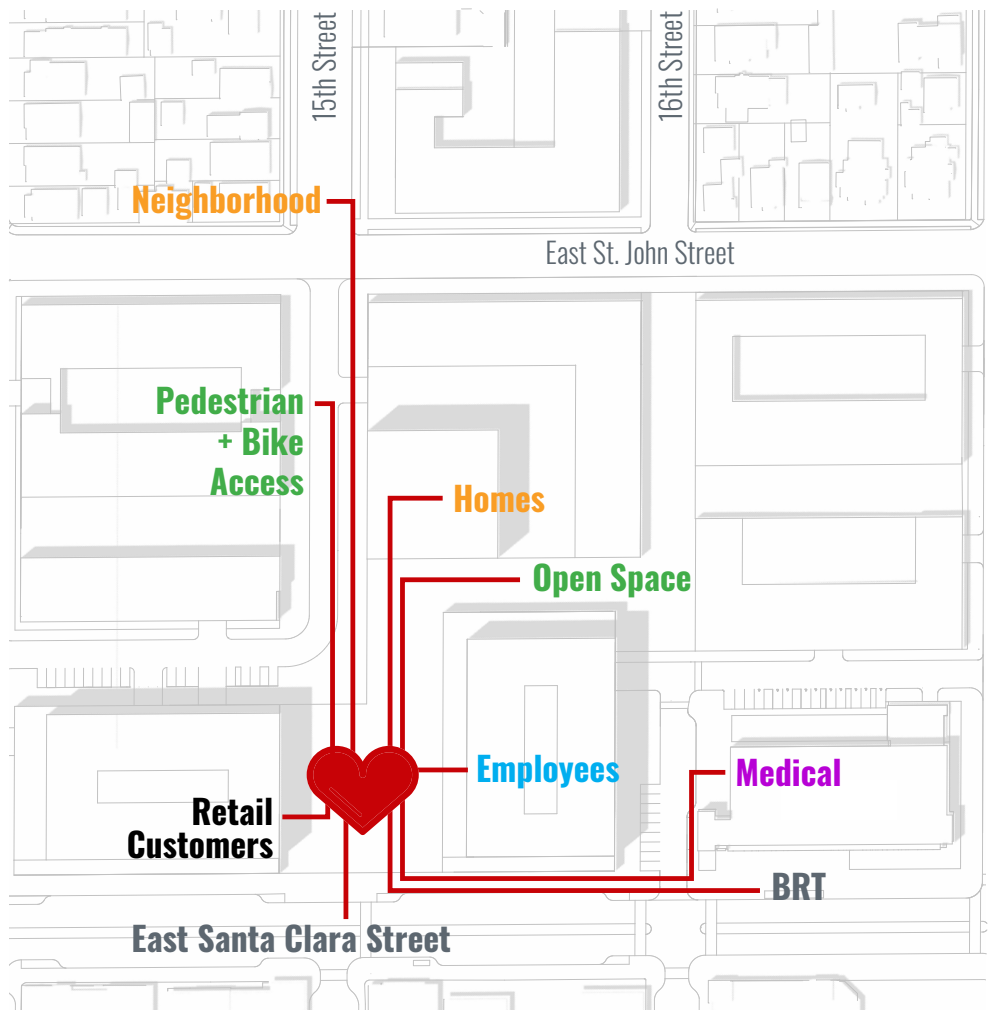 15th Street
16th Street
Neighborhood
East St. John Street
Pedestrian
+ Bike
Access
Homes
Open Space
Employees
Medical
Retail
Customers
BRT
East Santa Clara Street